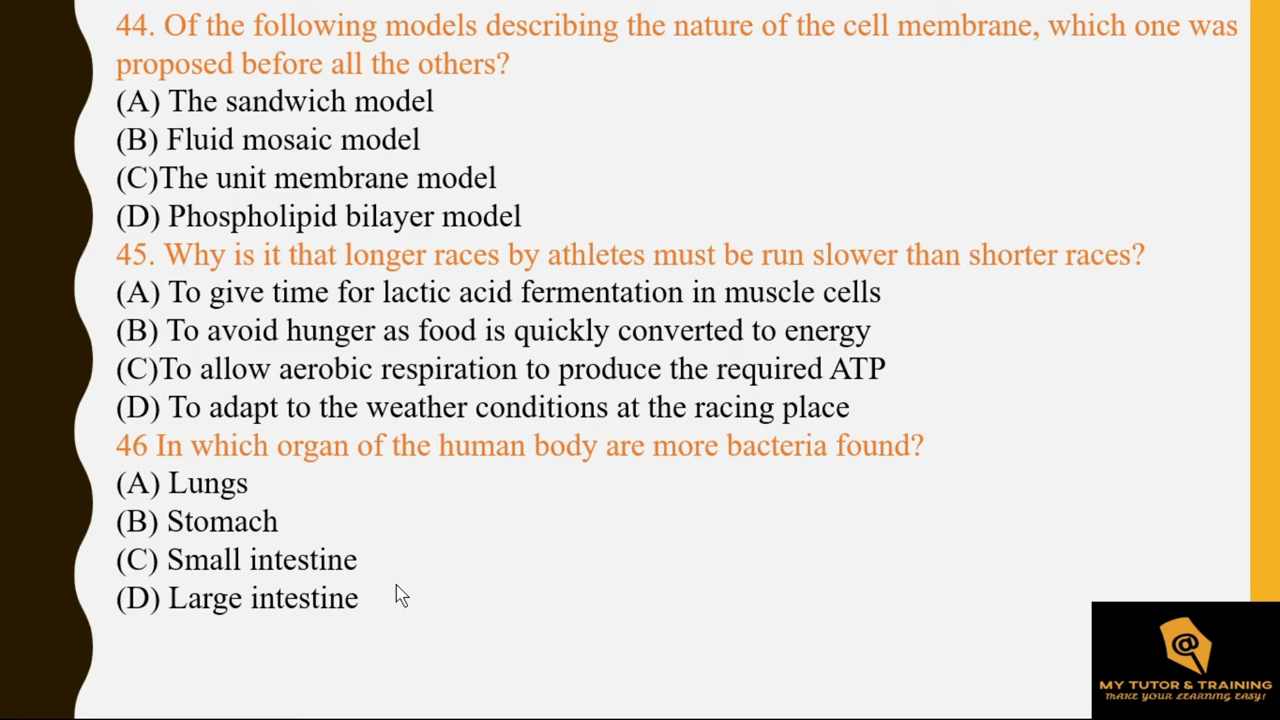 44. Of the following models describing the nature of the cell membrane, which one was
proposed before all the others?
(A) The sandwich model
(B) Fluid mosaic model
(C)The unit membrane model
(D) Phospholipid bilayer model
45. Why is it that longer races by athletes must be run slower than shorter races?
(A) To give time for lactic acid fermentation in muscle cells
(B) To avoid hunger as food is quickly converted to energy
(C)To allow aerobic respiration to produce the required ATP
(D) To adapt to the weather conditions at the racing place
46 In which organ of the human body are more bacteria found?
(A) Lungs
(B) Stomach
(C) Small intestine
(D) Large intestine
@
MY TUTOR & TRAINING
MAKE YOUR LEARNING EASY!